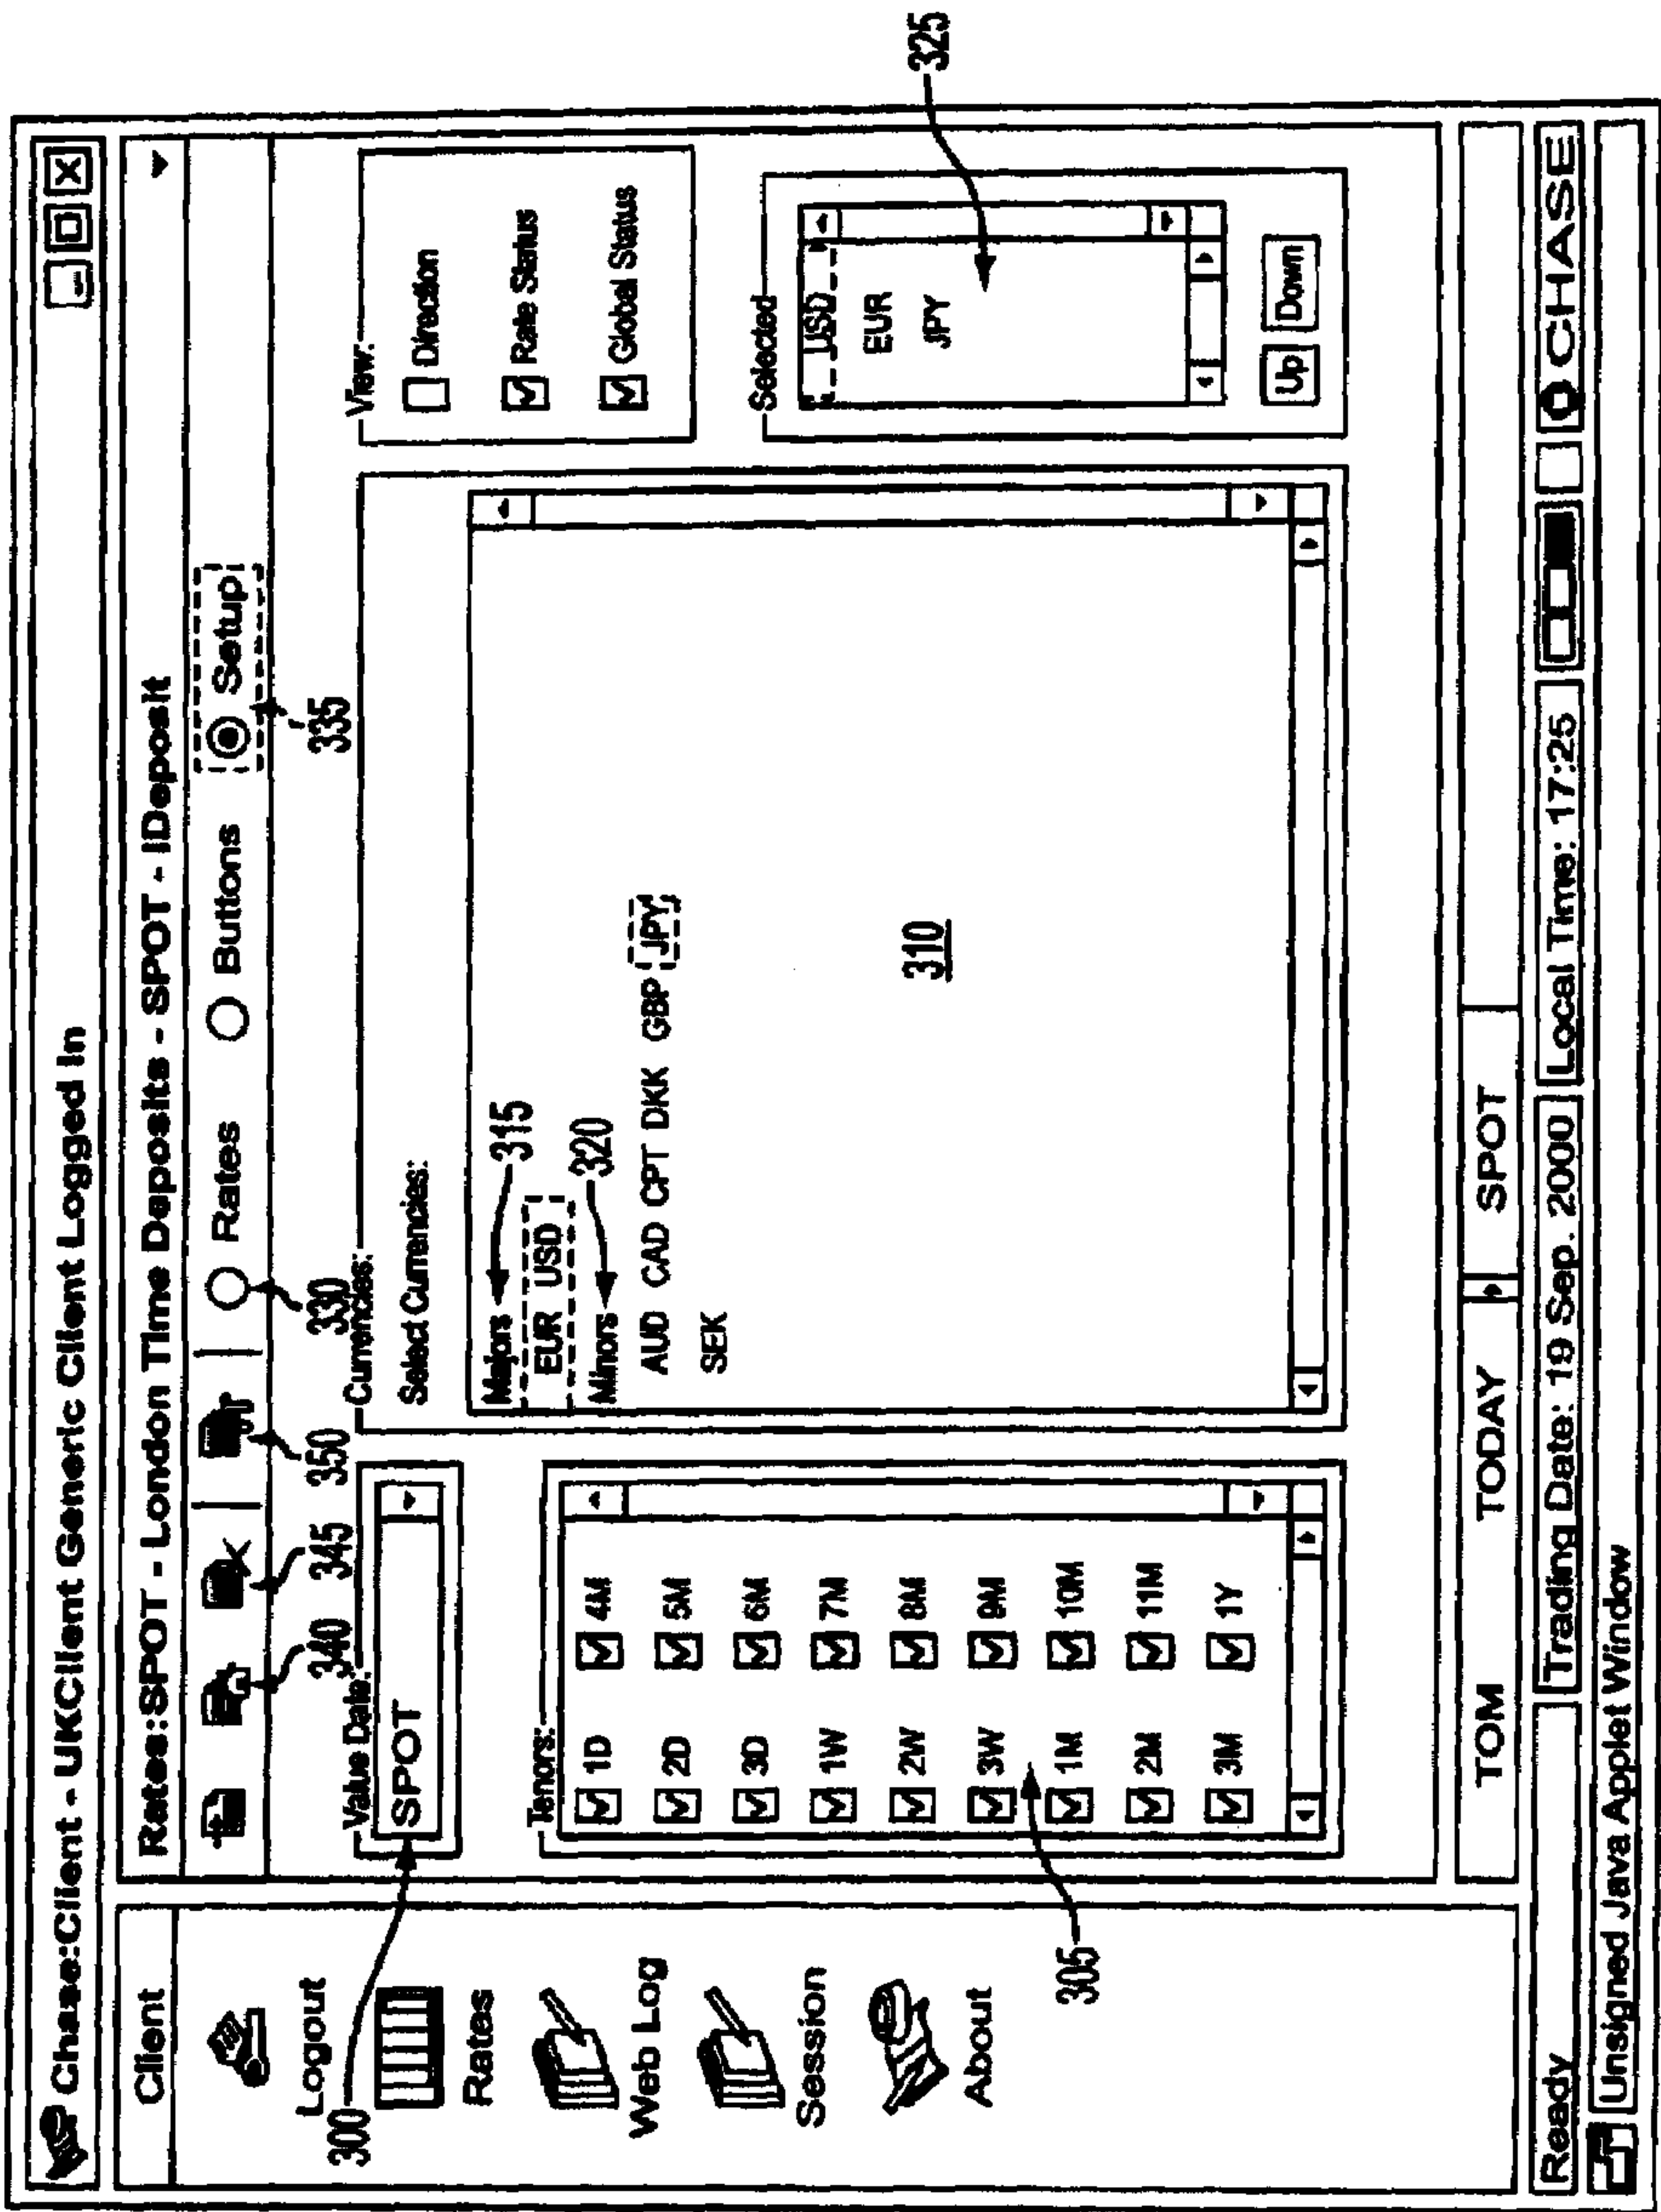 Chase:Client - UKClient Generic Client Logged In
Client
Logout
Rates
Web Log
Session
About
Rates:SPOT - London Time Deposits - SPOT - IDeposit
Rates
Buttons
Setup
340
345
350
330
335
Value Date:
SPOT
300
Tenors:
1D 4M
2D 5M
3D 6M
1W 7M
2W 8M
3W 9M
1M 10M
2M 11M
3M 1Y
305
Currencies:
Select Currencies:
Majors 315
EUR USD
Minors 320
AUD CAD CPT DKK GBP JPY
SEK
310
View:
Direction
Rate Status
Global Status
Selected
USD
EUR
JPY
325
Up Down
TOM TODAY SPOT
Ready Trading Date: 19 Sep. 2000 Local Time: 17:25 CHASE
Unsigned Java Applet Window